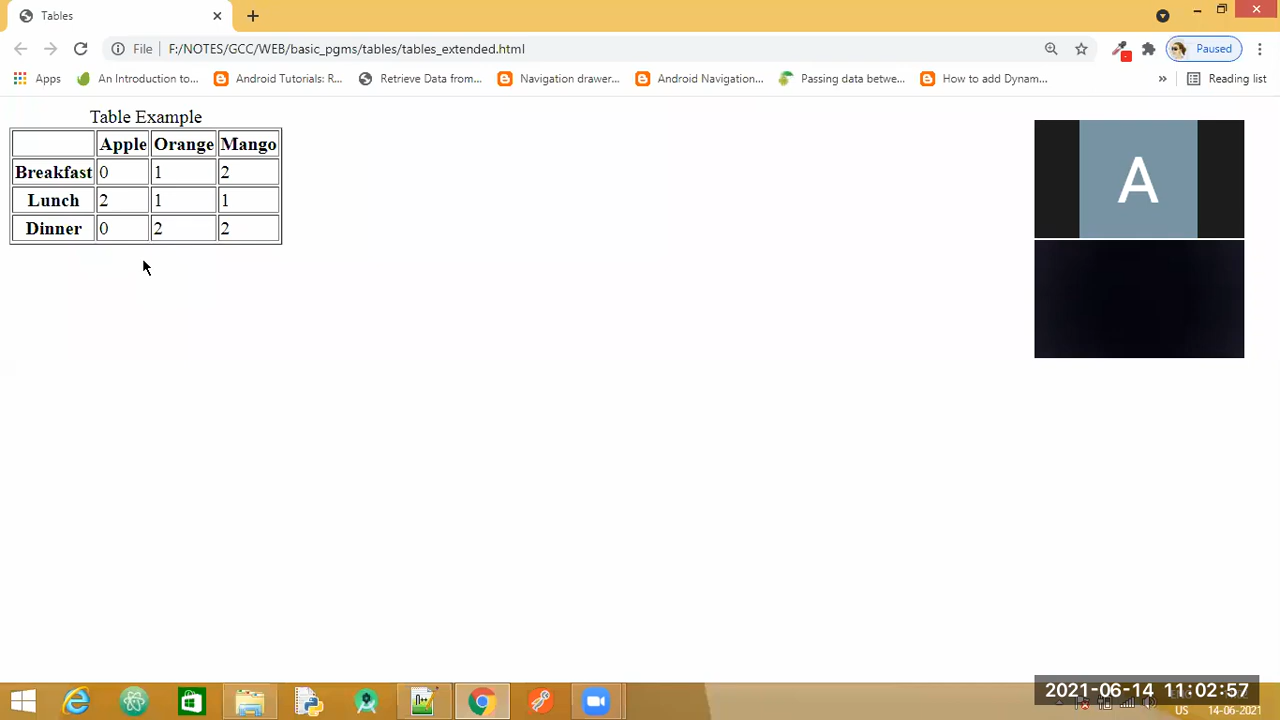 Tables
File F:/NOTES/GCC/WEB/basic_pgms/tables/tables_extended.html Paused
Apps An Introduction to... Android Tutorials: R... Retrieve Data from... Navigation drawer... Android Navigation... Passing data betwe... How to add Dynam... » Reading list
Table Example
Apple Orange Mango
Breakfast 0 1 2
Lunch 2 1 1
Dinner 0 2 2
A
2021-06-14 11:02:57
US 14-06-2021